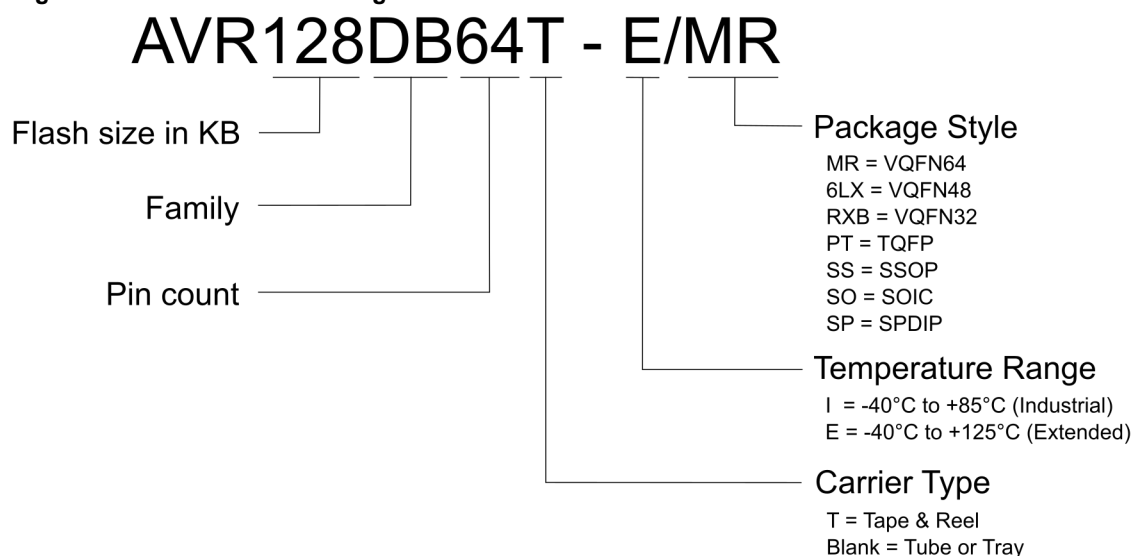 AVR128DB64T - E/MR
Flash size in KB
Family
Pin count
Package Style
MR = VQFN64
6LX = VQFN48
RXB = VQFN32
PT = TQFP
SS = SSOP
SO = SOIC
SP = SPDIP
Temperature Range
I = -40°C to +85°C (Industrial)
E = -40°C to +125°C (Extended)
Carrier Type
T = Tape & Reel
Blank = Tube or Tray